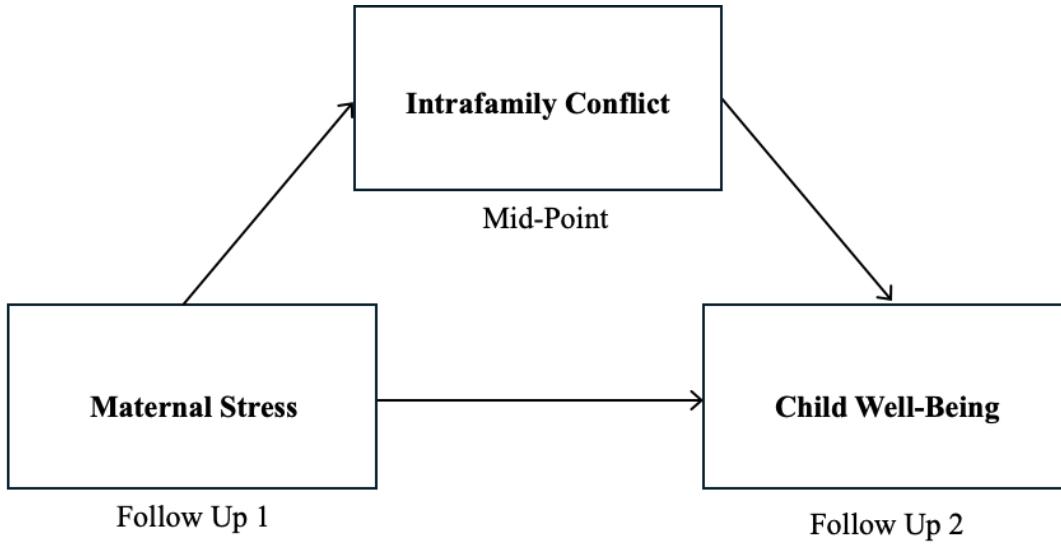 Intrafamily Conflict
Mid-Point
Maternal Stress
Child Well-Being
Follow Up 1
Follow Up 2